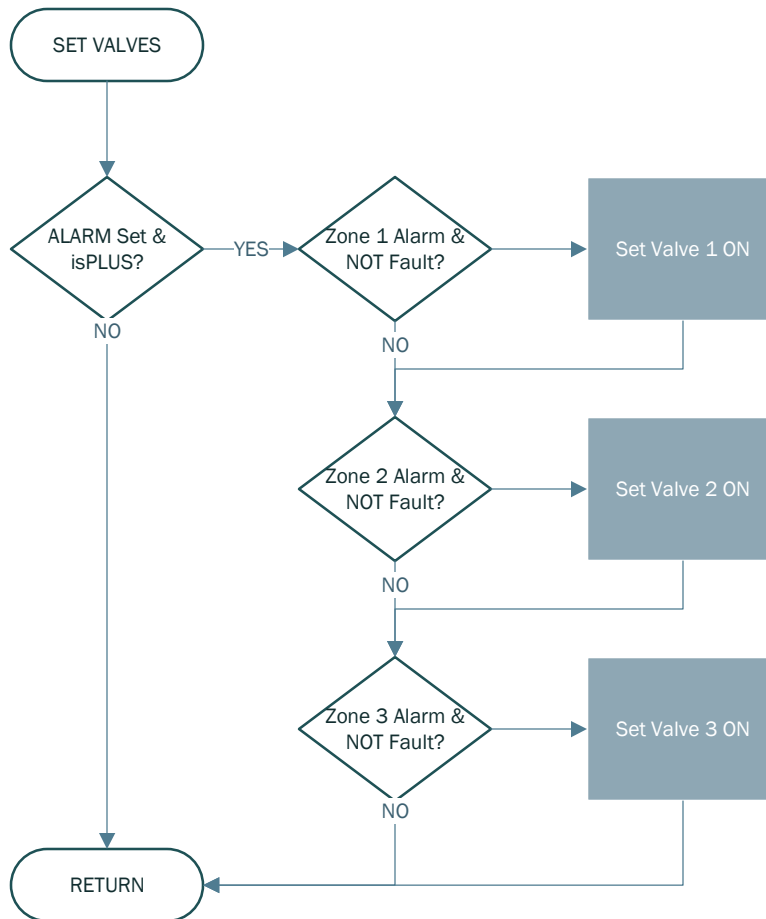 SET VALVES
ALARM Set &
isPLUS?
YES
Zone 1 Alarm &
NOT Fault?
Set Valve 1 ON
NO
NO
Zone 2 Alarm &
NOT Fault?
Set Valve 2 ON
NO
Zone 3 Alarm &
NOT Fault?
Set Valve 3 ON
NO
RETURN